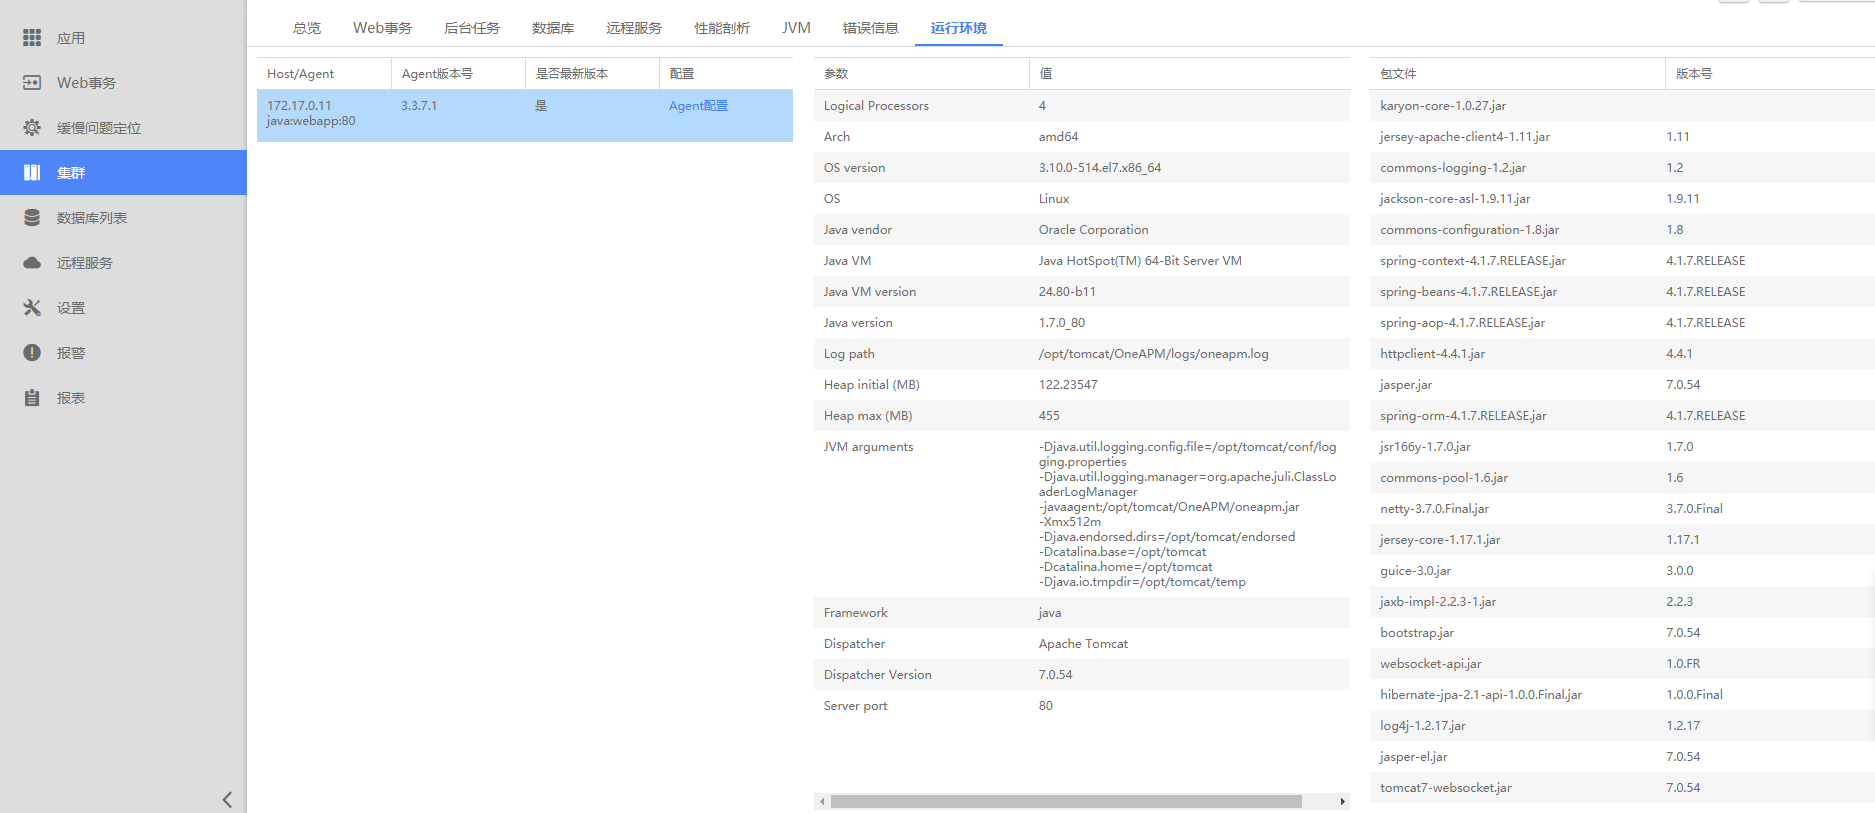 应用
Web事务
缓慢问题定位
集群
数据库列表
远程服务
设置
报警
报表
总览 Web事务 后台任务 数据库 远程服务 性能剖析 JVM 错误信息 运行环境
Host/Agent Agent版本号 是否最新版本 配置
172.17.0.11 3.3.7.1 是 Agent配置
java:webapp:80
参数 值
Logical Processors 4
Arch amd64
OS version 3.10.0-514.el7.x86_64
OS Linux
Java vendor Oracle Corporation
Java VM Java HotSpot(TM) 64-Bit Server VM
Java VM version 24.80-b11
Java version 1.7.0_80
Log path /opt/tomcat/OneAPM/logs/oneapm.log
Heap initial (MB) 122.23547
Heap max (MB) 455
JVM arguments -Djava.util.logging.config.file=/opt/tomcat/conf/log
ging.properties
-Djava.util.logging.manager=org.apache.juli.ClassLo
aderLogManager
-javaagent:/opt/tomcat/OneAPM/oneapm.jar
-Xmx512m
-Djava.endorsed.dirs=/opt/tomcat/endorsed
-Dcatalina.base=/opt/tomcat
-Dcatalina.home=/opt/tomcat
-Djava.io.tmpdir=/opt/tomcat/temp
Framework java
Dispatcher Apache Tomcat
Dispatcher Version 7.0.54
Server port 80
包文件 版本号
karyon-core-1.0.27.jar
jersey-apache-client4-1.11.jar 1.11
commons-logging-1.2.jar 1.2
jackson-core-asl-1.9.11.jar 1.9.11
commons-configuration-1.8.jar 1.8
spring-context-4.1.7.RELEASE.jar 4.1.7.RELEASE
spring-beans-4.1.7.RELEASE.jar 4.1.7.RELEASE
spring-aop-4.1.7.RELEASE.jar 4.1.7.RELEASE
httpclient-4.4.1.jar 4.4.1
jasper.jar 7.0.54
spring-orm-4.1.7.RELEASE.jar 4.1.7.RELEASE
jsr166y-1.7.0.jar 1.7.0
commons-pool-1.6.jar 1.6
netty-3.7.0.Final.jar 3.7.0.Final
jersey-core-1.17.1.jar 1.17.1
guice-3.0.jar 3.0.0
jaxb-impl-2.2.3-1.jar 2.2.3
bootstrap.jar 7.0.54
websocket-api.jar 1.0.FR
hibernate-jpa-2.1-api-1.0.0.Final.jar 1.0.0.Final
log4j-1.2.17.jar 1.2.17
jasper-el.jar 7.0.54
tomcat7-websocket.jar 7.0.54